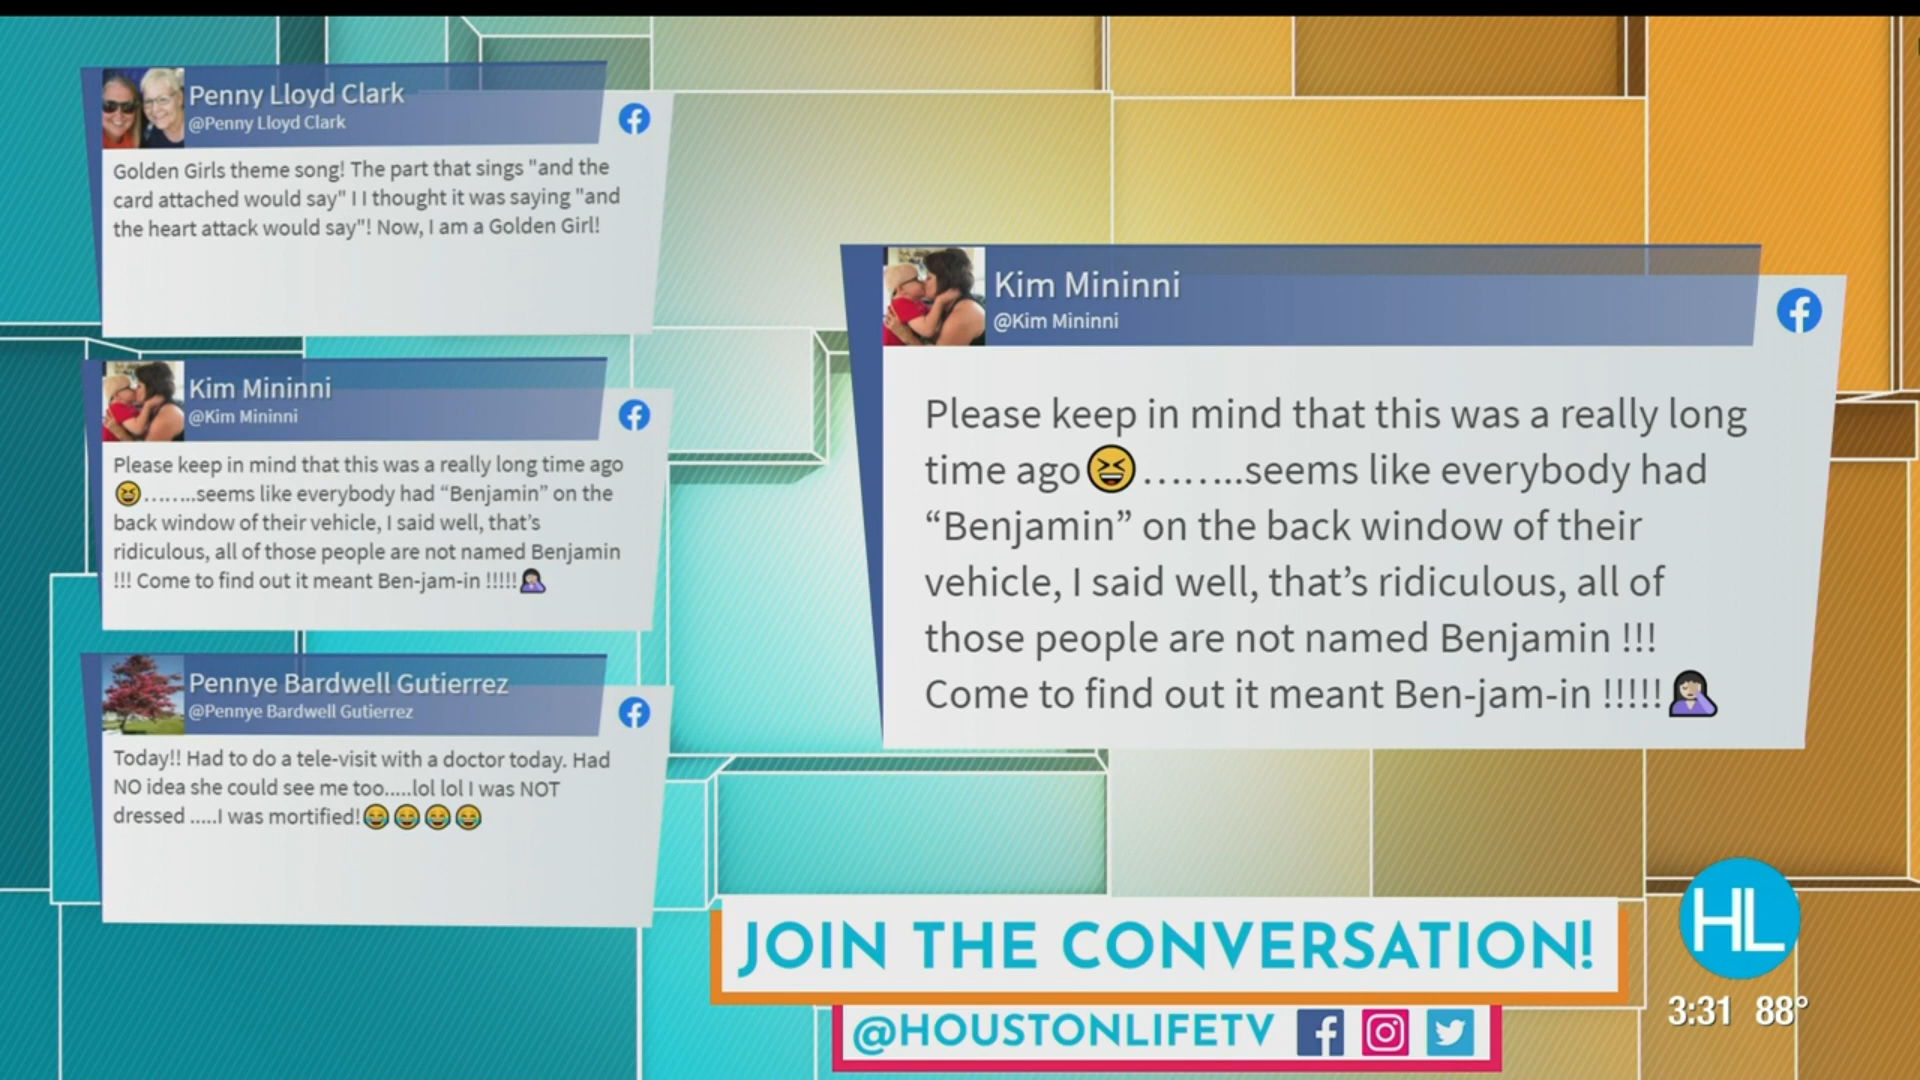 Penny Lloyd Clark
@Penny Lloyd Clark
Golden Girls theme song! The part that sings "and the
card attached would say" I I thought it was saying "and
the heart attack would say"! Now, I am a Golden Girl!
Kim Mininni
@Kim Mininni
Please keep in mind that this was a really long time ago
😆……..seems like everybody had “Benjamin” on the
back window of their vehicle, I said well, that’s
ridiculous, all of those people are not named Benjamin
!!! Come to find out it meant Ben-jam-in !!!!!🤦🏻‍♀️
Pennye Bardwell Gutierrez
@Pennye Bardwell Gutierrez
Today!! Had to do a tele-visit with a doctor today. Had
NO idea she could see me too.....lol lol I was NOT
dressed .....I was mortified!😂😂😂😂
Kim Mininni
@Kim Mininni
Please keep in mind that this was a really long
time ago😆……..seems like everybody had
“Benjamin” on the back window of their
vehicle, I said well, that’s ridiculous, all of
those people are not named Benjamin !!!
Come to find out it meant Ben-jam-in !!!!!🤦🏻‍♀️
JOIN THE CONVERSATION!
@HOUSTONLIFETV
HL
3:31 88°